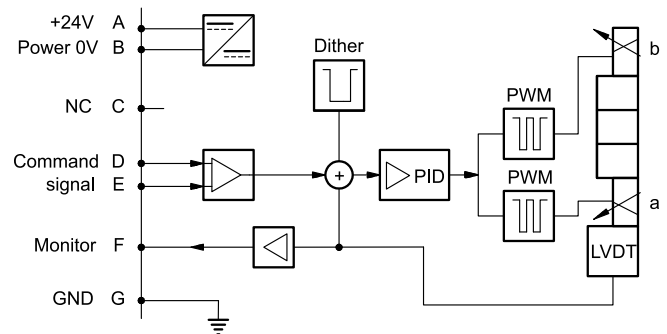 +24V A
Power 0V B
Dither
b
NC C
PWM
Command D
signal E
+
PID
PWM
a
Monitor F
LVDT
GND G